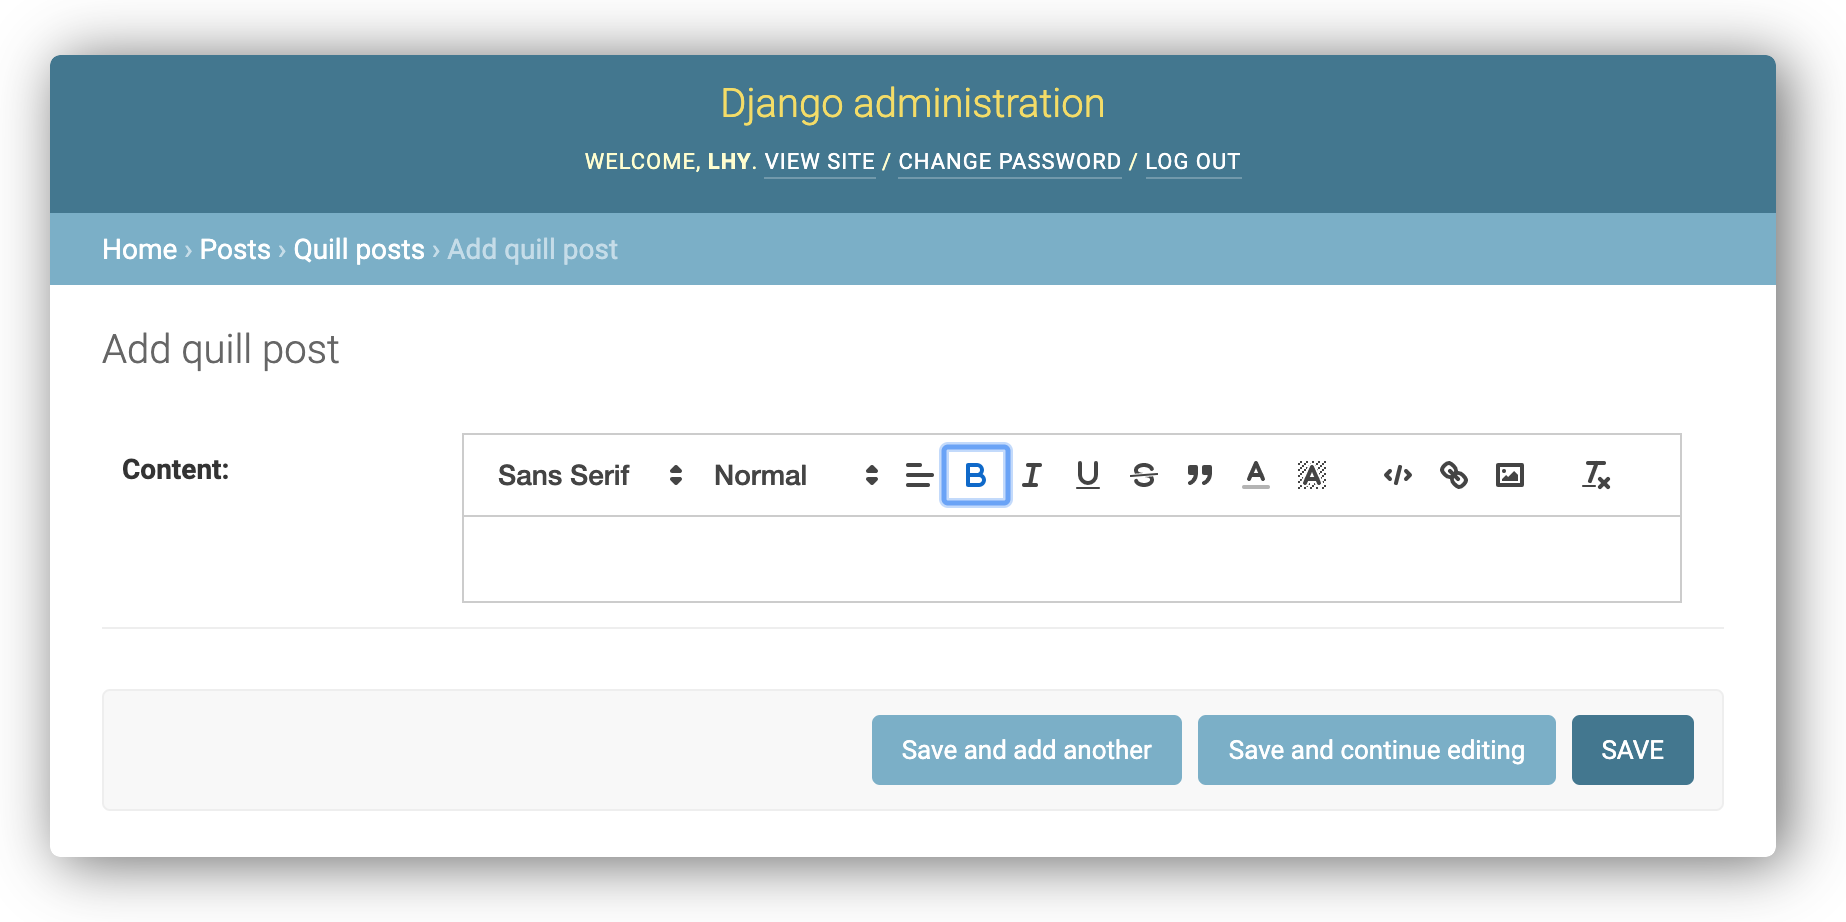 Django administration
WELCOME, LHY. VIEW SITE / CHANGE PASSWORD / LOG OUT
Home › Posts › Quill posts › Add quill post
Add quill post
Content:
Sans Serif Normal B I U S ” A A </> Tx
Save and add another Save and continue editing SAVE